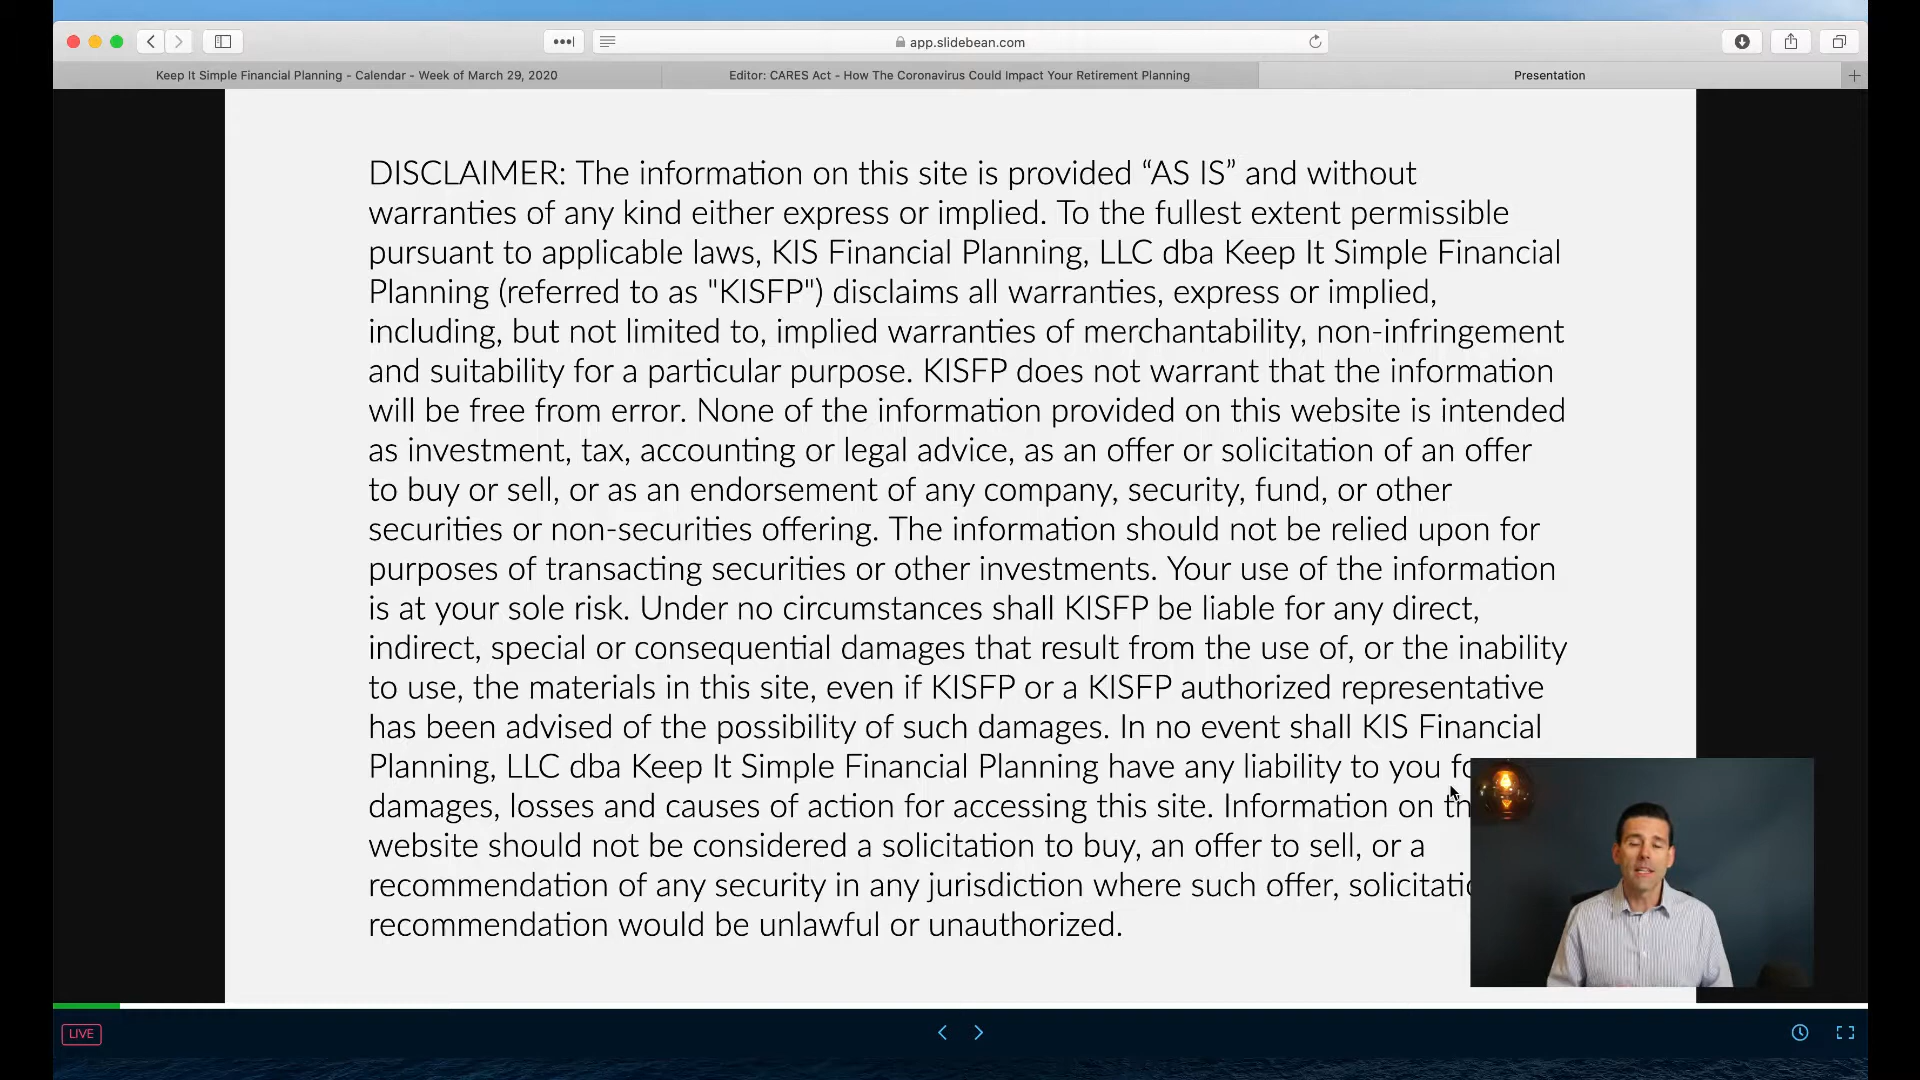 app.slidebean.com
Keep It Simple Financial Planning - Calendar - Week of March 29, 2020
Editor: CARES Act - How The Coronavirus Could Impact Your Retirement Planning
Presentation
DISCLAIMER: The information on this site is provided “AS IS” and without
warranties of any kind either express or implied. To the fullest extent permissible
pursuant to applicable laws, KIS Financial Planning, LLC dba Keep It Simple Financial
Planning (referred to as "KISFP") disclaims all warranties, express or implied,
including, but not limited to, implied warranties of merchantability, non-infringement
and suitability for a particular purpose. KISFP does not warrant that the information
will be free from error. None of the information provided on this website is intended
as investment, tax, accounting or legal advice, as an offer or solicitation of an offer
to buy or sell, or as an endorsement of any company, security, fund, or other
securities or non-securities offering. The information should not be relied upon for
purposes of transacting securities or other investments. Your use of the information
is at your sole risk. Under no circumstances shall KISFP be liable for any direct,
indirect, special or consequential damages that result from the use of, or the inability
to use, the materials in this site, even if KISFP or a KISFP authorized representative
has been advised of the possibility of such damages. In no event shall KIS Financial
Planning, LLC dba Keep It Simple Financial Planning have any liability to you
damages, losses and causes of action for accessing this site. Information on
website should not be considered a solicitation to buy, an offer to sell, or a
recommendation of any security in any jurisdiction where such offer,
recommendation would be unlawful or unauthorized.
LIVE